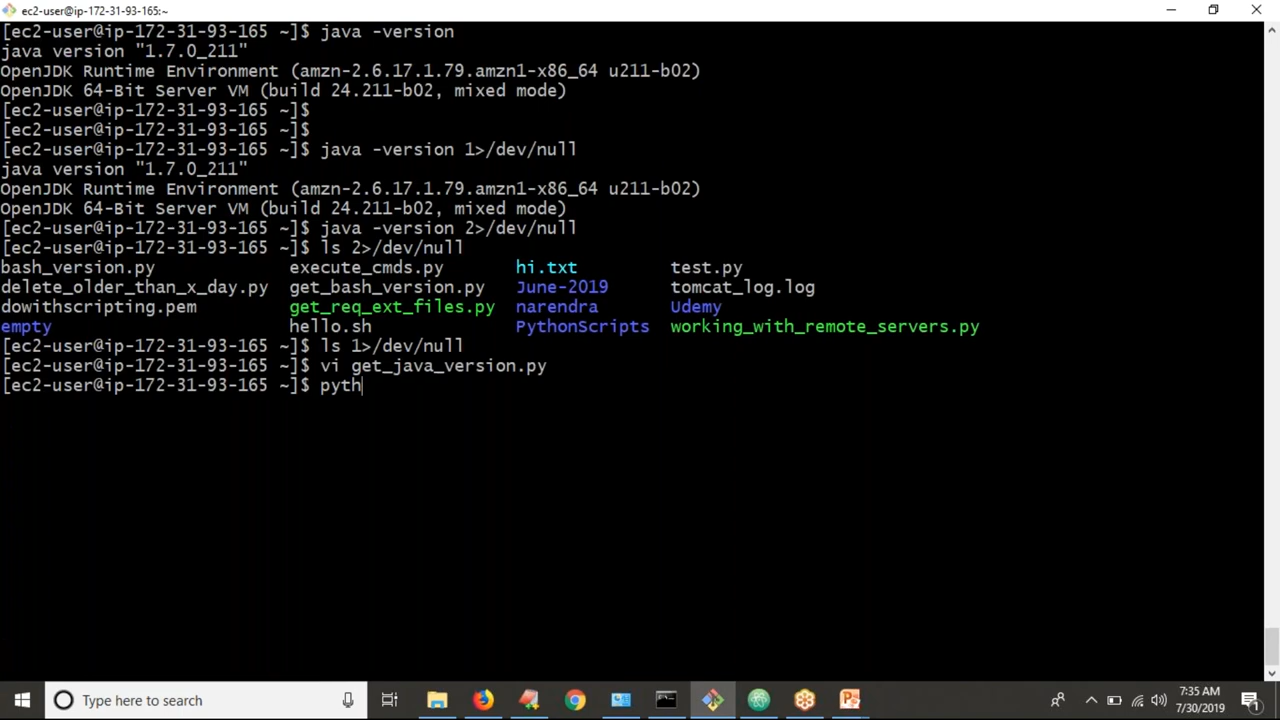 ec2-user@ip-172-31-93-165:~
[ec2-user@ip-172-31-93-165 ~]$ java -version
java version "1.7.0_211"
OpenJDK Runtime Environment (amzn-2.6.17.1.79.amzn1-x86_64 u211-b02)
OpenJDK 64-Bit Server VM (build 24.211-b02, mixed mode)
[ec2-user@ip-172-31-93-165 ~]$
[ec2-user@ip-172-31-93-165 ~]$
[ec2-user@ip-172-31-93-165 ~]$ java -version 1>/dev/null
java version "1.7.0_211"
OpenJDK Runtime Environment (amzn-2.6.17.1.79.amzn1-x86_64 u211-b02)
OpenJDK 64-Bit Server VM (build 24.211-b02, mixed mode)
[ec2-user@ip-172-31-93-165 ~]$ java -version 2>/dev/null
[ec2-user@ip-172-31-93-165 ~]$ ls 2>/dev/null
bash_version.py execute_cmds.py hi.txt test.py
delete_older_than_x_day.py get_bash_version.py June-2019 tomcat_log.log
dowithscripting.pem get_req_ext_files.py narendra Udemy
empty hello.sh PythonScripts working_with_remote_servers.py
[ec2-user@ip-172-31-93-165 ~]$ ls 1>/dev/null
[ec2-user@ip-172-31-93-165 ~]$ vi get_java_version.py
[ec2-user@ip-172-31-93-165 ~]$ pyth
Type here to search
7:35 AM
7/30/2019
1